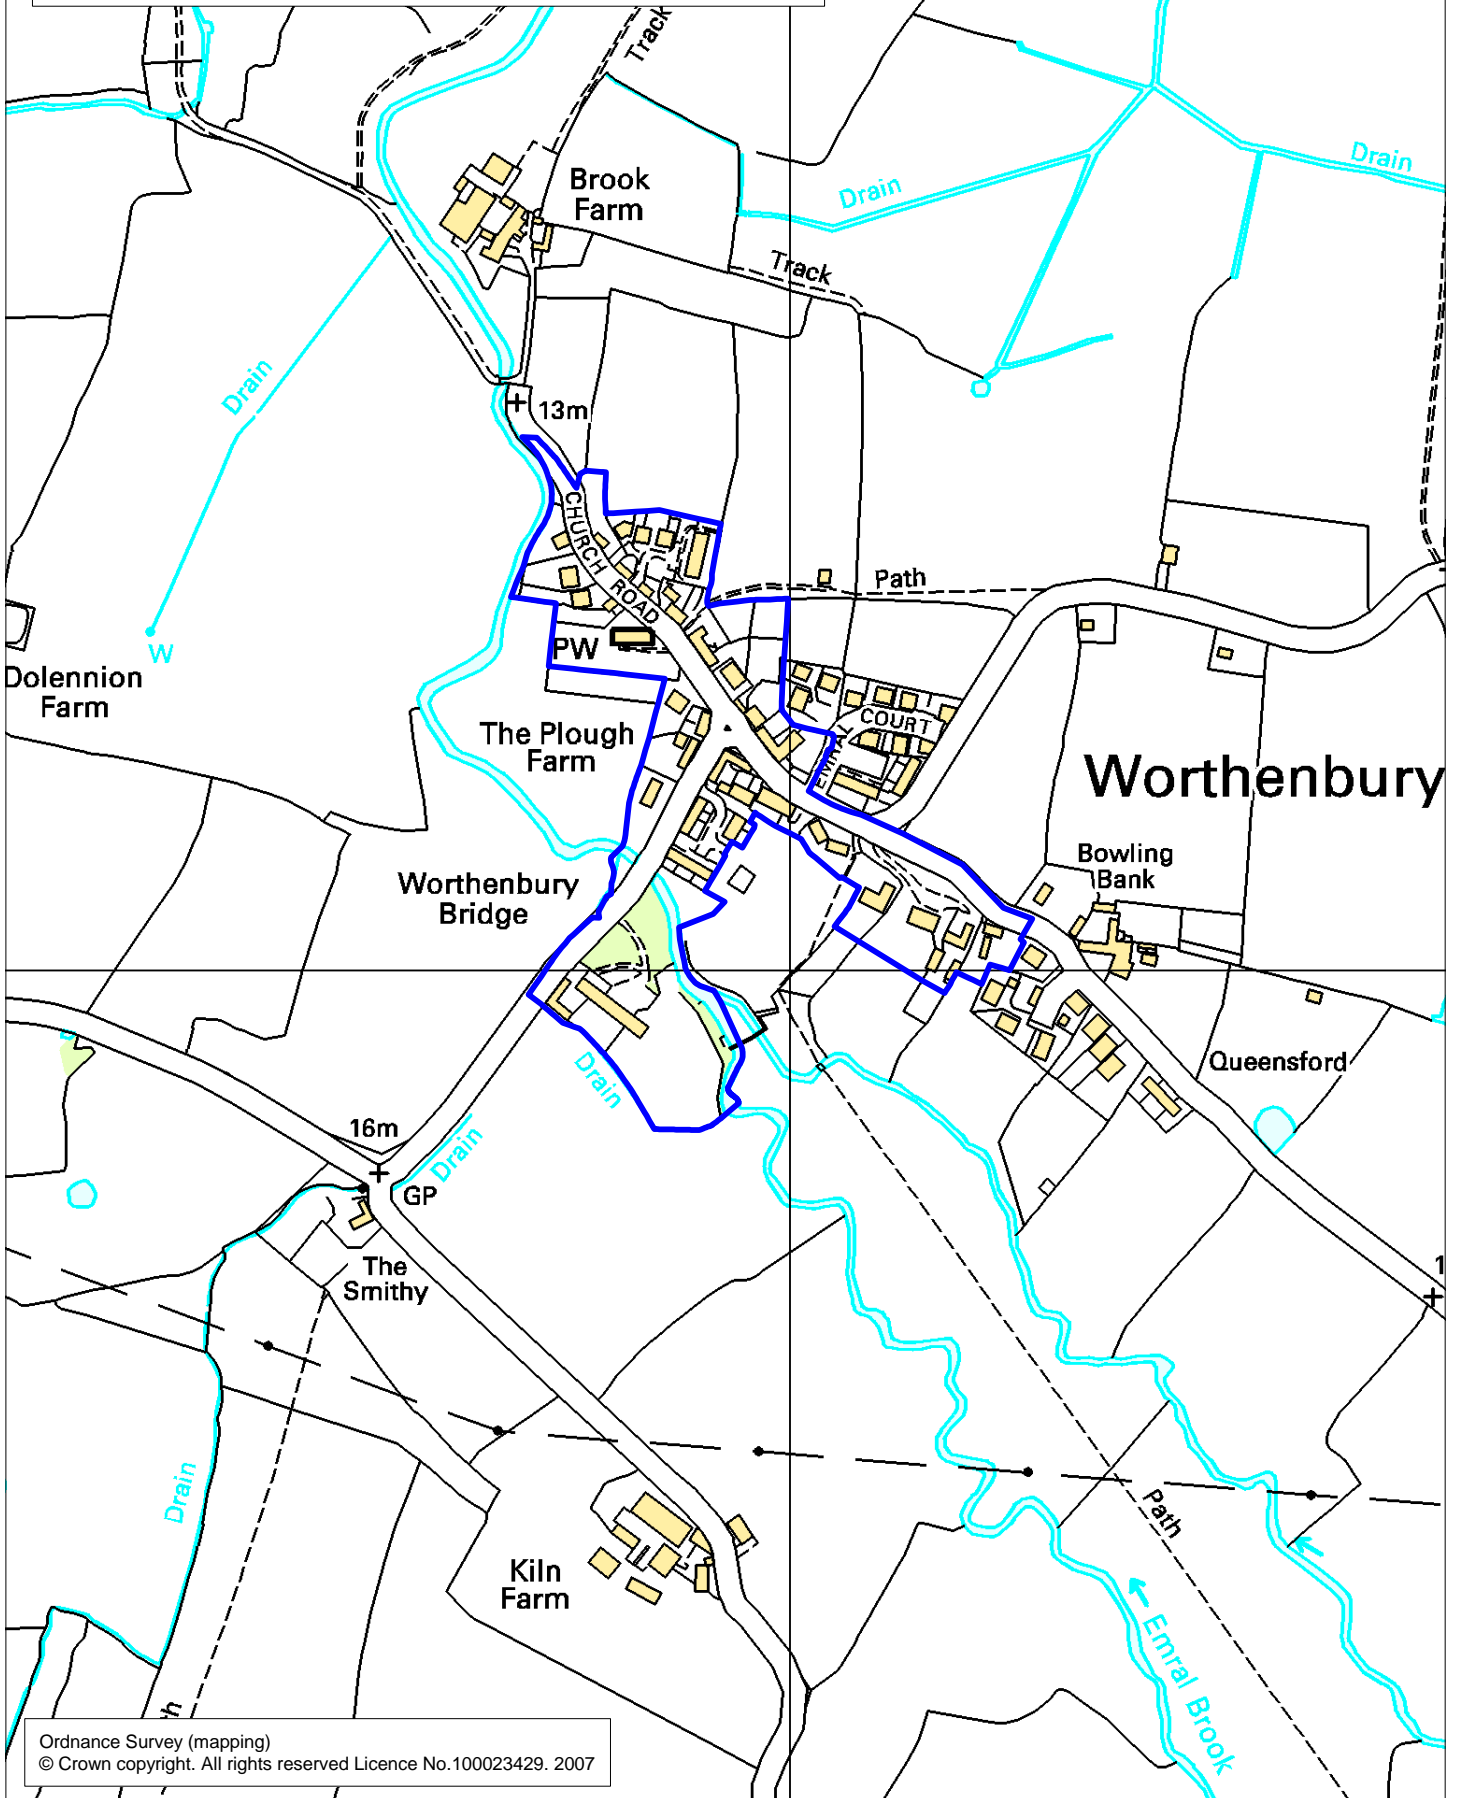 Track
Brook
Farm
Drain
Drain
Track
Drain
13m
CHURCH ROAD
Path
PW
W
Dolennion
Farm
The Plough
Farm
EMRAL
COURT
Worthenbury
Bowling
Bank
Worthenbury
Bridge
Queensford
Drain
16m
Drain
GP
The
Smithy
1
Drain
Path
Kiln
Farm
Emral Brook
h
Ordnance Survey (mapping)
© Crown copyright. All rights reserved Licence No.100023429. 2007